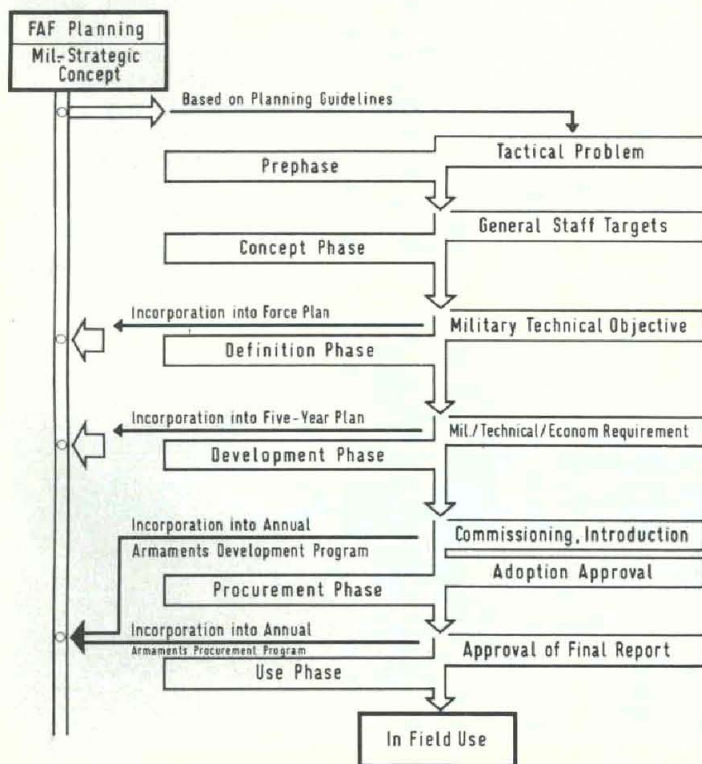 FAF Planning
Mil.-Strategic
Concept
Based on Planning Guidelines
Tactical Problem
Prephase
General Staff Targets
Concept Phase
Incorporation into Force Plan
Military Technical Objective
Definition Phase
Incorporation into Five-Year Plan
Mil./Technical/Econom Requirement
Development Phase
Incorporation into Annual
Armaments Development Program
Commissioning, Introduction
Adoption Approval
Procurement Phase
Incorporation into Annual
Armaments Procurement Program
Approval of Final Report
Use Phase
In Field Use